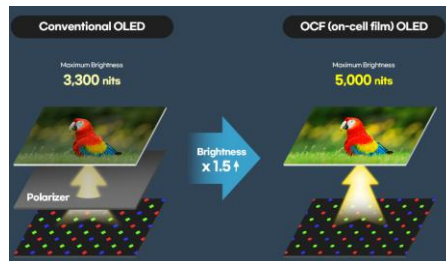 Conventional OLED
Maximum Brightness
3,300 nits
Polarizer
Brightness
x 1.5↑
OCF (on-cell film) OLED
Maximum Brightness
5,000 nits